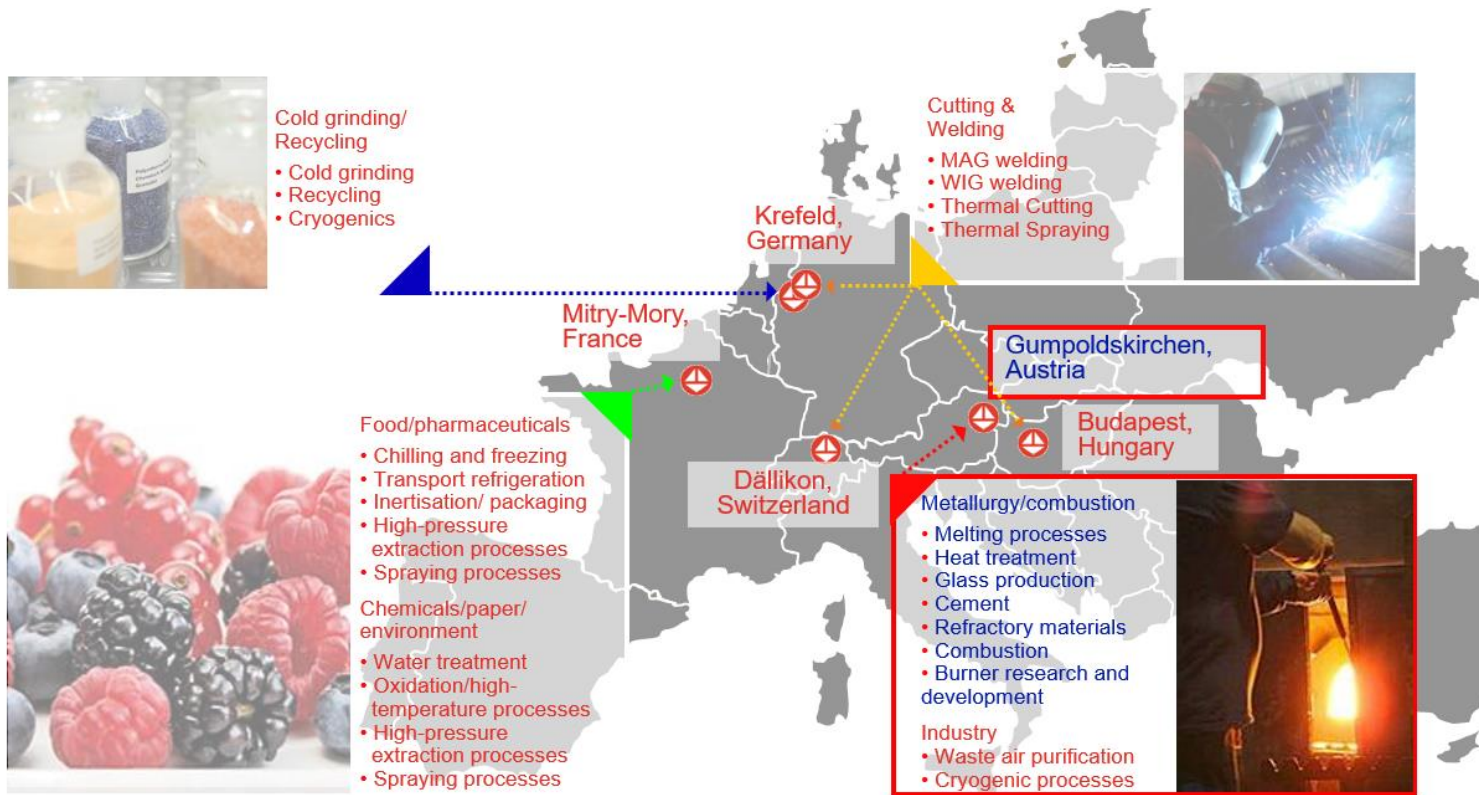 Cold grinding/
Recycling
• Cold grinding
• Recycling
• Cryogenics
Cutting &
Welding
• MAG welding
• WIG welding
• Thermal Cutting
• Thermal Spraying
Krefeld,
Germany
Mitry-Mory,
France
Gumpoldskirchen,
Austria
Budapest,
Hungary
Dällikon,
Switzerland
Food/pharmaceuticals
• Chilling and freezing
• Transport refrigeration
• Inertisation/ packaging
• High-pressure
extraction processes
• Spraying processes
Chemicals/paper/
environment
• Water treatment
• Oxidation/high-
temperature processes
• High-pressure
extraction processes
• Spraying processes
Metallurgy/combustion
• Melting processes
• Heat treatment
• Glass production
• Cement
• Refractory materials
• Combustion
• Burner research and
development
Industry
• Waste air purification
• Cryogenic processes